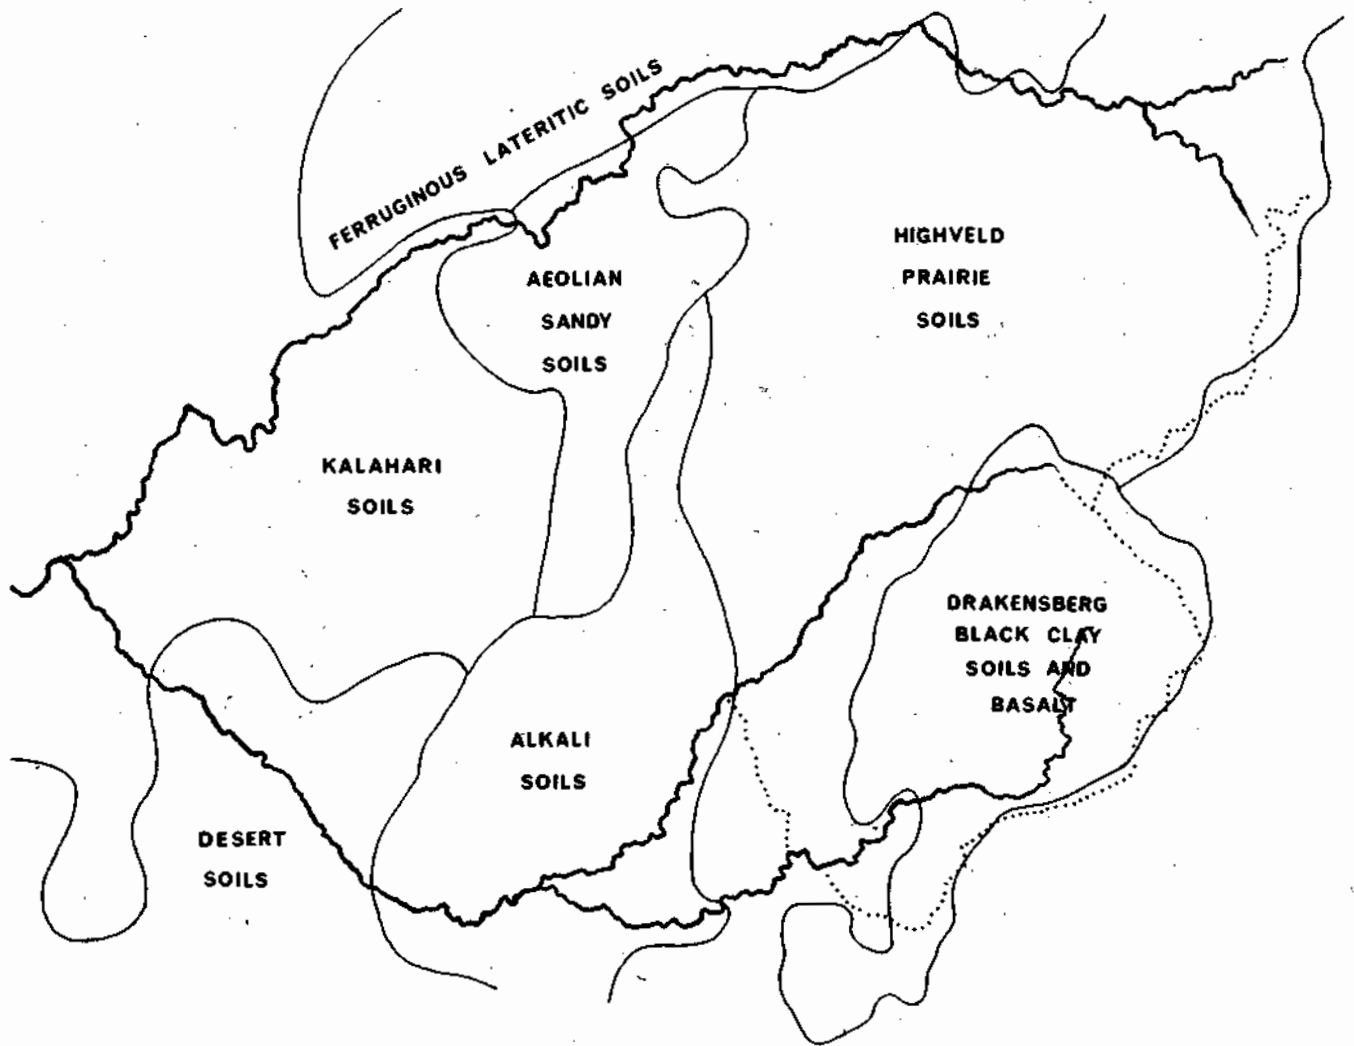 FERRUGINOUS LATERITIC SOILS
HIGHVELD
PRAIRIE
SOILS
AEOLIAN
SANDY
SOILS
KALAHARI
SOILS
DRAKENSBERG
BLACK CLAY
SOILS AND
BASALT
ALKALI
SOILS
DESERT
SOILS